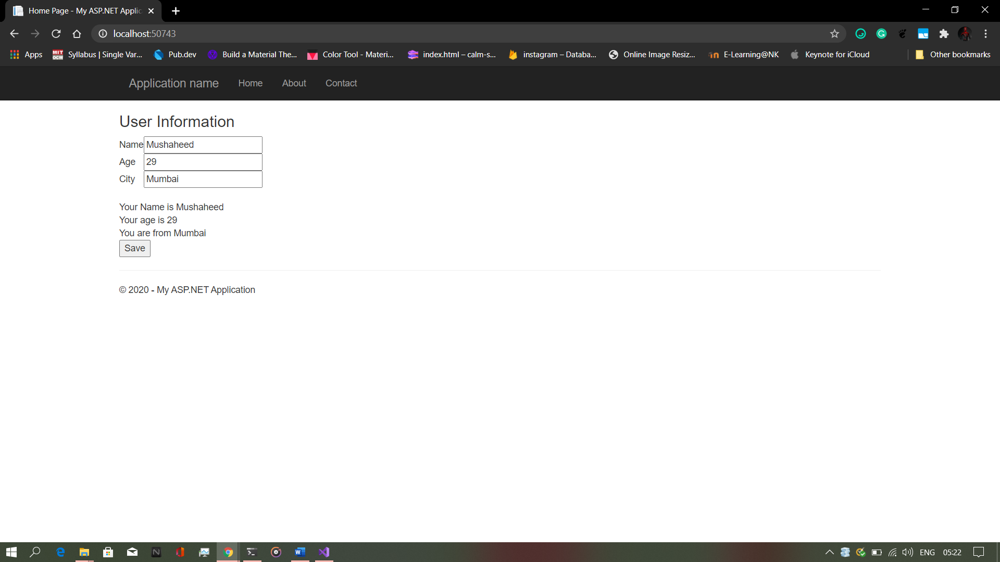 Home Page - My ASP.NET Applic
localhost:50743
Apps
Syllabus | Single Var...
Pub.dev
Build a Material The...
Color Tool - Materi...
index.html – calm-s...
instagram – Databa...
Online Image Resiz...
E-Learning@NK
Keynote for iCloud
Other bookmarks
Application name
Home
About
Contact
User Information
Name Mushaheed
Age 29
City Mumbai
Your Name is Mushaheed
Your age is 29
You are from Mumbai
Save
© 2020 - My ASP.NET Application
ENG
05:22